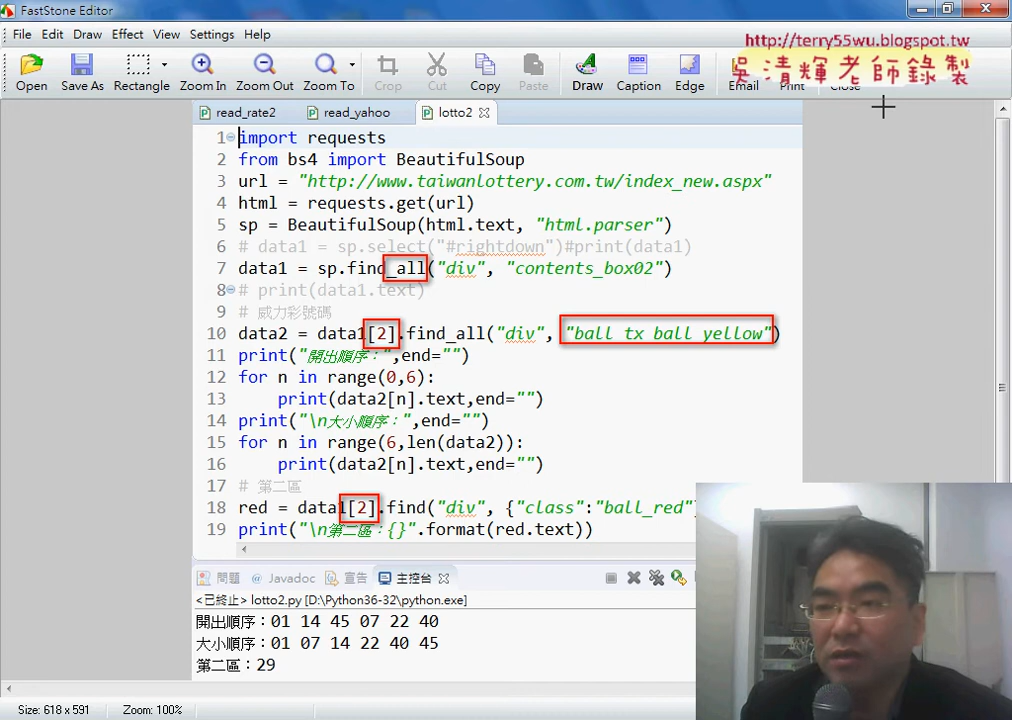 FastStone Editor
File Edit Draw Effect View Settings Help
http://terry55wu.blogspot.tw
吳清輝老師錄製
Open Save As Rectangle Zoom In Zoom Out Zoom To Crop Cut Copy Paste Draw Caption Edge Email Print Close
read_rate2 read_yahoo lotto2
1 import requests
2 from bs4 import BeautifulSoup
3 url = "http://www.taiwanlottery.com.tw/index_new.aspx"
4 html = requests.get(url)
5 sp = BeautifulSoup(html.text, "html.parser")
6 # data1 = sp.select("#rightdown")#print(data1)
7 data1 = sp.find_all("div", "contents_box02")
8 # print(data1.text)
9 # 威力彩號碼
10 data2 = data1[2].find_all("div", "ball_tx ball_yellow")
11 print("開出順序：",end="")
12 for n in range(0,6):
13 print(data2[n].text,end="")
14 print("\n大小順序：",end="")
15 for n in range(6,len(data2)):
16 print(data2[n].text,end="")
17 # 第二區
18 red = data1[2].find("div", {"class":"ball_red"}
19 print("\n第二區：{}".format(red.text))
問題 @ Javadoc 宣告 主控台
<已終止> lotto2.py [D:\Python36-32\python.exe]
開出順序：01 14 45 07 22 40
大小順序：01 07 14 22 40 45
第二區：29
Size: 618 x 591 Zoom: 100%